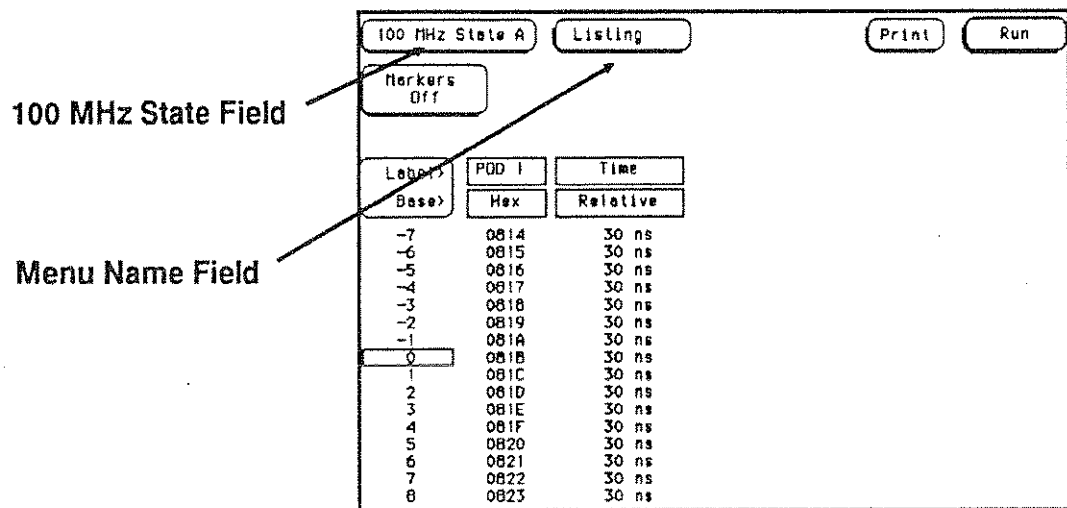 100 MHz State A Listing Print Run
Markers
Off
100 MHz State Field
Label> POD 1 Time
Base> Hex Relative
-7 0814 30 ns
-6 0815 30 ns
Menu Name Field
-5 0816 30 ns
-4 0817 30 ns
-3 0818 30 ns
-2 0819 30 ns
-1 081A 30 ns
0 081B 30 ns
1 081C 30 ns
2 081D 30 ns
3 081E 30 ns
4 081F 30 ns
5 0820 30 ns
6 0821 30 ns
7 0822 30 ns
8 0823 30 ns